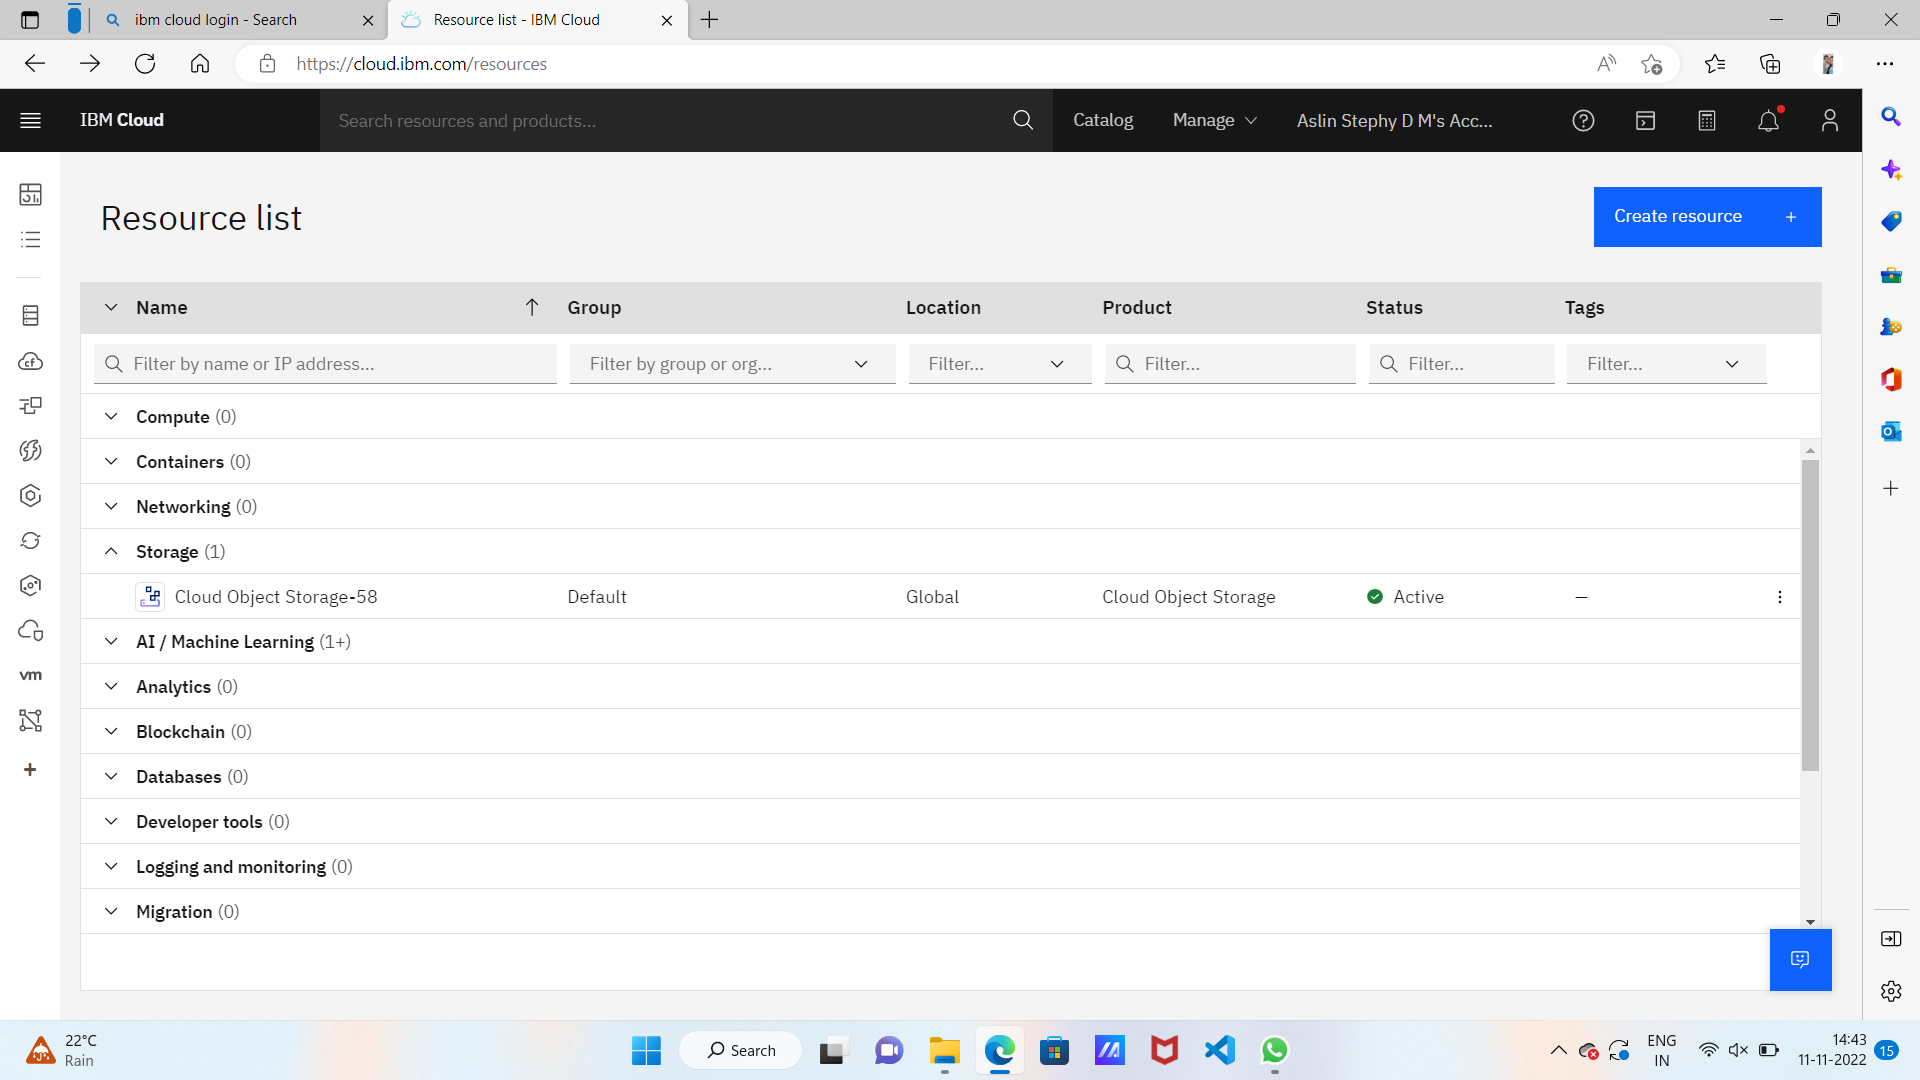 ibm cloud login - Search
Resource list - IBM Cloud
https://cloud.ibm.com/resources
IBM Cloud
Search resources and products...
Catalog
Manage
Aslin Stephy D M's Acc...
Resource list
Create resource +
Name Group Location Product Status Tags
Filter by name or IP address... Filter by group or org... Filter... Filter... Filter... Filter...
Compute (0)
Containers (0)
Networking (0)
Storage (1)
Cloud Object Storage-58 Default Global Cloud Object Storage Active —
AI / Machine Learning (1+)
Analytics (0)
Blockchain (0)
Databases (0)
Developer tools (0)
Logging and monitoring (0)
Migration (0)
vm
22°C
Rain
Search
ENG
IN
14:43
11-11-2022
15